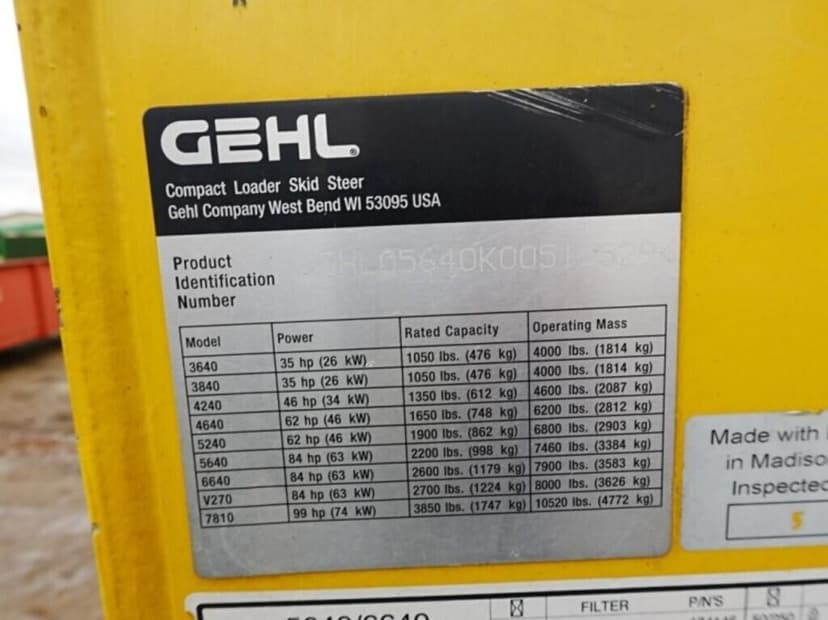 GEHL®
Compact Loader Skid Steer
Gehl Company West Bend WI 53095 USA
Product
Identification
Number
Model Power Rated Capacity Operating Mass
3640 35 hp (26 kW) 1050 lbs. (476 kg) 4000 lbs. (1814 kg)
3840 35 hp (26 kW) 1050 lbs. (476 kg) 4000 lbs. (1814 kg)
4240 46 hp (34 kW) 1350 lbs. (612 kg) 4600 lbs. (2087 kg)
4640 62 hp (46 kW) 1650 lbs. (748 kg) 6200 lbs. (2812 kg)
5240 62 hp (46 kW) 1900 lbs. (862 kg) 6800 lbs. (2903 kg)
5640 84 hp (63 kW) 2200 lbs. (998 kg) 7460 lbs. (3384 kg)
6640 84 hp (63 kW) 2600 lbs. (1179 kg) 7900 lbs. (3583 kg)
V270 84 hp (63 kW) 2700 lbs. (1224 kg) 8000 lbs. (3626 kg)
7810 99 hp (74 kW) 3850 lbs. (1747 kg) 10520 lbs. (4772 kg)
Made with
in Madiso
Inspected
5
FILTER P/N'S